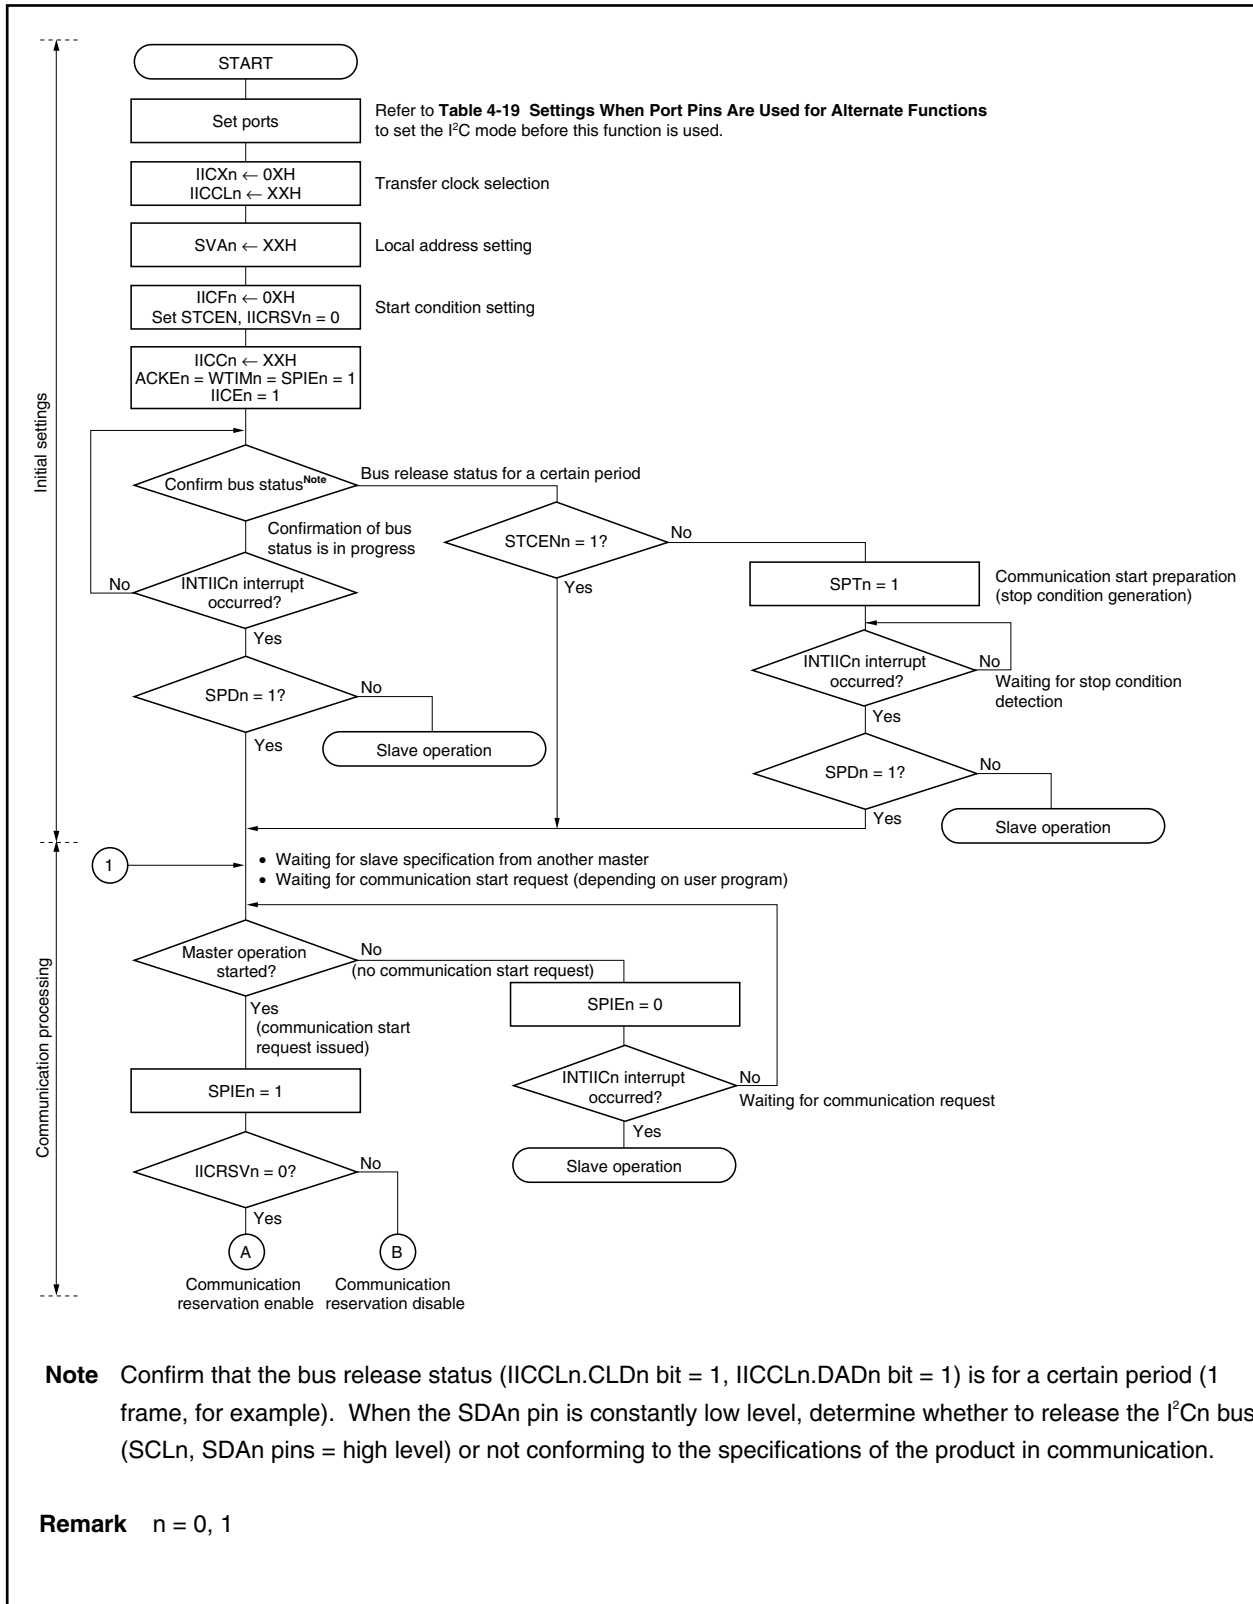 START
Set ports
Refer to Table 4-19 Settings When Port Pins Are Used for Alternate Functions
to set the I²C mode before this function is used.
IICXn ← 0XH
IICCLn ← XXH
Transfer clock selection
SVAn ← XXH
Local address setting
IICFn ← 0XH
Set STCEN, IICRSVn = 0
Start condition setting
IICCn ← XXH
ACKEn = WTIMn = SPIEn = 1
IICEn = 1
Initial settings
Confirm bus status^Note
Bus release status for a certain period
Confirmation of bus
status is in progress
No
INTIICn interrupt
occurred?
Yes
SPDn = 1?
No
Slave operation
Yes
STCENn = 1?
No
Yes
SPTn = 1
Communication start preparation
(stop condition generation)
INTIICn interrupt
occurred?
No
Waiting for stop condition
detection
Yes
SPDn = 1?
No
Yes
Slave operation
1
• Waiting for slave specification from another master
• Waiting for communication start request (depending on user program)
Communication processing
Master operation
started?
No
(no communication start request)
Yes
(communication start
request issued)
SPIEn = 0
INTIICn interrupt
occurred?
No
Waiting for communication request
Yes
Slave operation
SPIEn = 1
IICRSVn = 0?
No
Yes
A
B
Communication
reservation enable
Communication
reservation disable
Note Confirm that the bus release status (IICCLn.CLDn bit = 1, IICCLn.DADn bit = 1) is for a certain period (1
frame, for example). When the SDAn pin is constantly low level, determine whether to release the I²Cn bus
(SCLn, SDAn pins = high level) or not conforming to the specifications of the product in communication.
Remark n = 0, 1